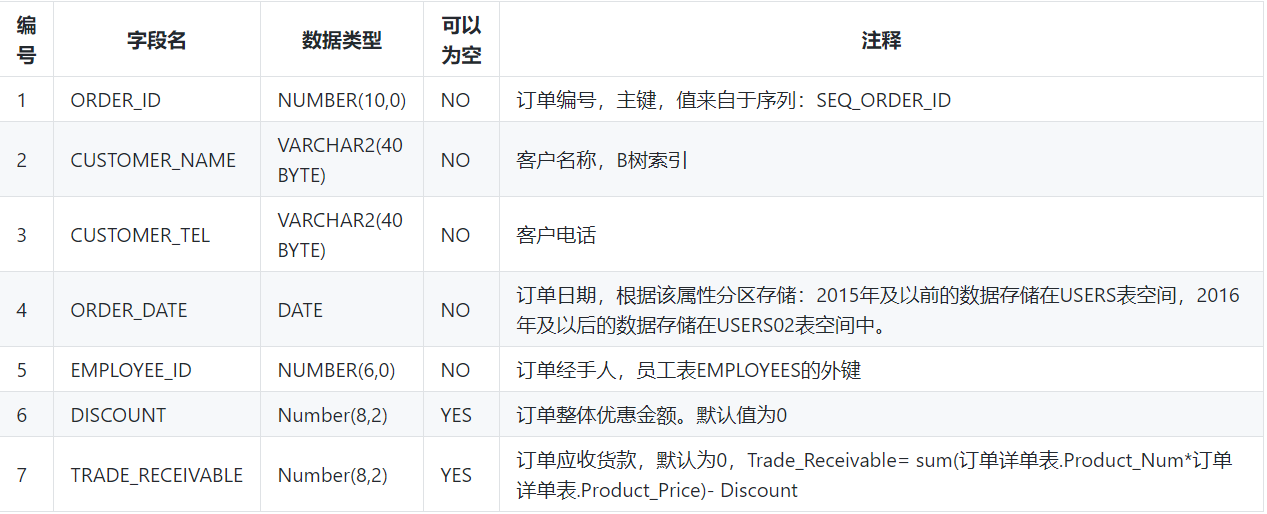 编号 字段名 数据类型 可以为空 注释
1 ORDER_ID NUMBER(10,0) NO 订单编号，主键，值来自于序列：SEQ_ORDER_ID
2 CUSTOMER_NAME VARCHAR2(40 BYTE) NO 客户名称，B树索引
3 CUSTOMER_TEL VARCHAR2(40 BYTE) NO 客户电话
4 ORDER_DATE DATE NO 订单日期，根据该属性分区存储：2015年及以前的数据存储在USERS表空间，2016年及以后的数据存储在USERS02表空间中。
5 EMPLOYEE_ID NUMBER(6,0) NO 订单经手人，员工表EMPLOYEES的外键
6 DISCOUNT Number(8,2) YES 订单整体优惠金额。默认值为0
7 TRADE_RECEIVABLE Number(8,2) YES 订单应收货款，默认为0，Trade_Receivable= sum(订单详单表.Product_Num*订单详单表.Product_Price)- Discount